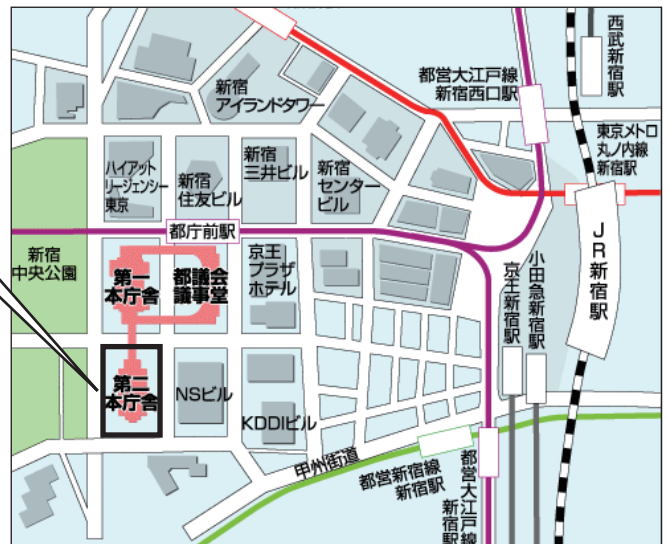 西武新宿駅
都営大江戸線
新宿西口駅
新宿
アイランドタワー
東京メトロ
丸ノ内線
新宿駅
ハイアット
リージェンシー
東京
新宿
住友ビル
新宿
三井ビル
新宿
センター
ビル
都庁前駅
JR新宿駅
新宿
中央公園
第一
本庁舎
都議会
議事堂
京王
プラザ
ホテル
京王新宿駅
小田急新宿駅
第二
本庁舎
NSビル
KDDIビル
甲州街道
都営新宿線
新宿駅
都営大江戸線
新宿駅